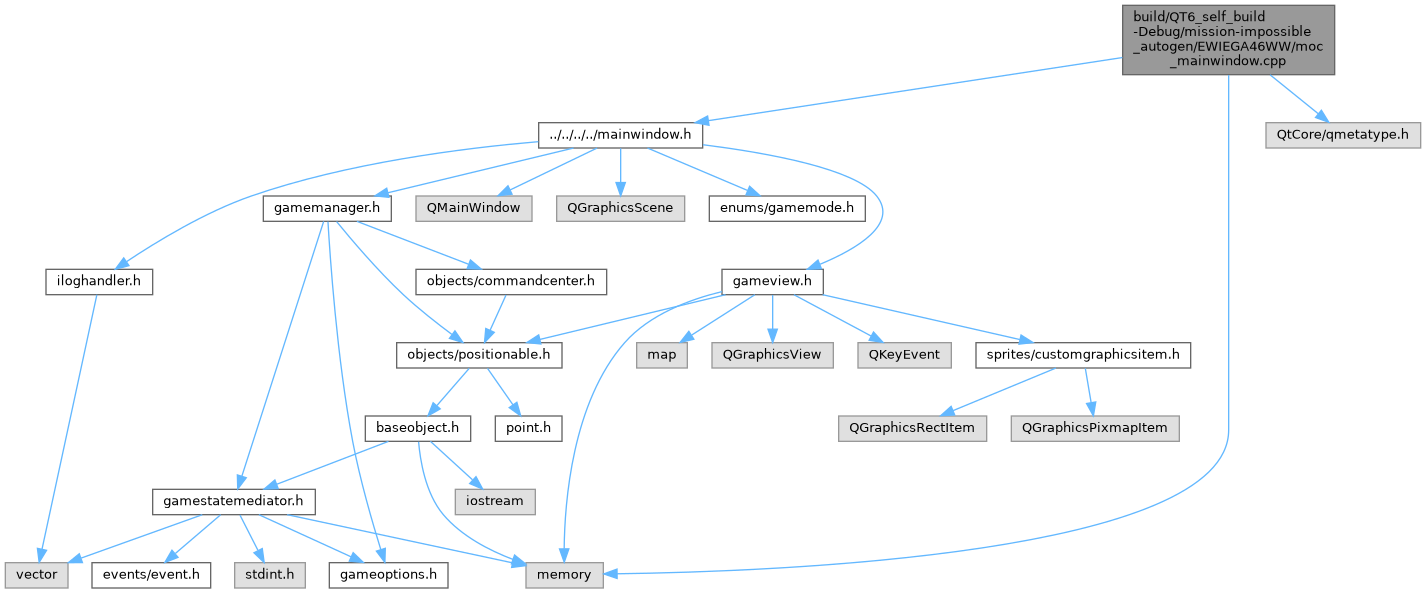 build/QT6_self_build
-Debug/mission-impossible
_autogen/EWIEGA46WW/moc
_mainwindow.cpp
../../../../mainwindow.h
QtCore/qmetatype.h
gamemanager.h
QMainWindow
QGraphicsScene
enums/gamemode.h
iloghandler.h
objects/commandcenter.h
gameview.h
objects/positionable.h
map
QGraphicsView
QKeyEvent
sprites/customgraphicsitem.h
baseobject.h
point.h
QGraphicsRectItem
QGraphicsPixmapItem
gamestatemediator.h
iostream
vector
events/event.h
stdint.h
gameoptions.h
memory